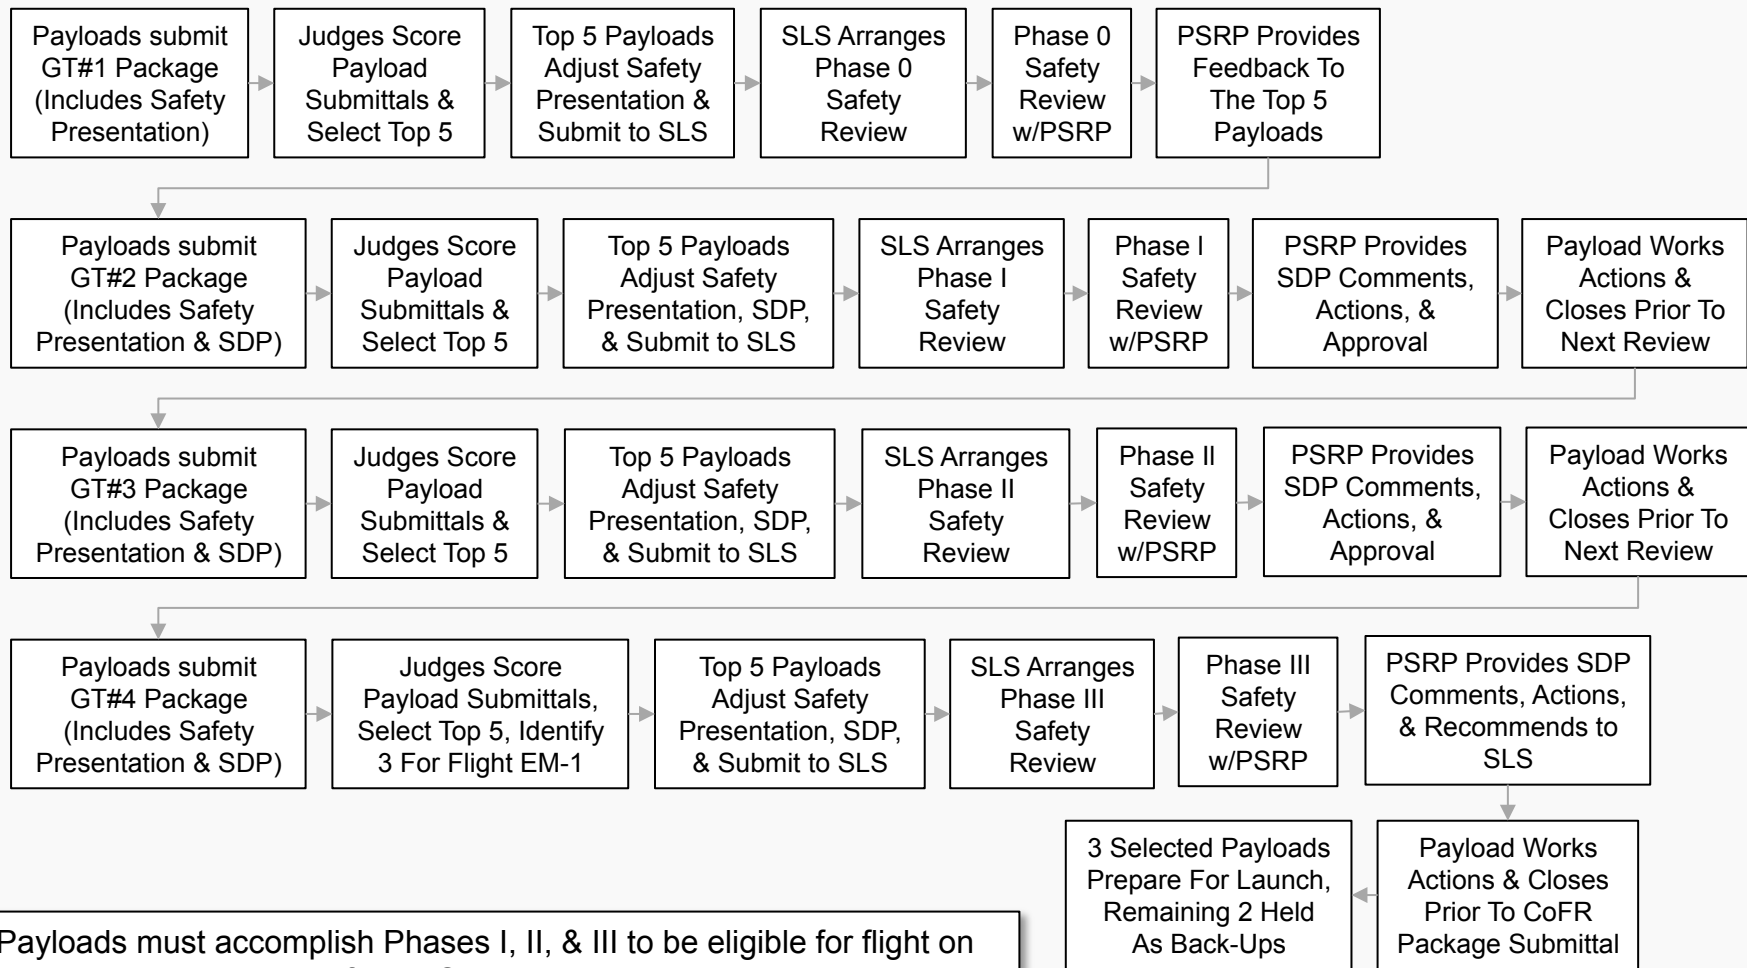 Payloads submit
GT#1 Package
(Includes Safety
Presentation)
Judges Score
Payload
Submittals &
Select Top 5
Top 5 Payloads
Adjust Safety
Presentation &
Submit to SLS
SLS Arranges
Phase 0
Safety
Review
Phase 0
Safety
Review
w/PSRP
PSRP Provides
Feedback To
The Top 5
Payloads
Payloads submit
GT#2 Package
(Includes Safety
Presentation & SDP)
Judges Score
Payload
Submittals &
Select Top 5
Top 5 Payloads
Adjust Safety
Presentation, SDP,
& Submit to SLS
SLS Arranges
Phase I
Safety
Review
Phase I
Safety
Review
w/PSRP
PSRP Provides
SDP Comments,
Actions, &
Approval
Payload Works
Actions &
Closes Prior To
Next Review
Payloads submit
GT#3 Package
(Includes Safety
Presentation & SDP)
Judges Score
Payload
Submittals &
Select Top 5
Top 5 Payloads
Adjust Safety
Presentation, SDP,
& Submit to SLS
SLS Arranges
Phase II
Safety
Review
Phase II
Safety
Review
w/PSRP
PSRP Provides
SDP Comments,
Actions, &
Approval
Payload Works
Actions &
Closes Prior To
Next Review
Payloads submit
GT#4 Package
(Includes Safety
Presentation & SDP)
Judges Score
Payload Submittals,
Select Top 5, Identify
3 For Flight EM-1
Top 5 Payloads
Adjust Safety
Presentation, SDP,
& Submit to SLS
SLS Arranges
Phase III
Safety
Review
Phase III
Safety
Review
w/PSRP
PSRP Provides SDP
Comments, Actions,
& Recommends to
SLS
3 Selected Payloads
Prepare For Launch,
Remaining 2 Held
As Back-Ups
Payload Works
Actions & Closes
Prior To CoFR
Package Submittal
Payloads must accomplish Phases I, II, & III to be eligible for flight on